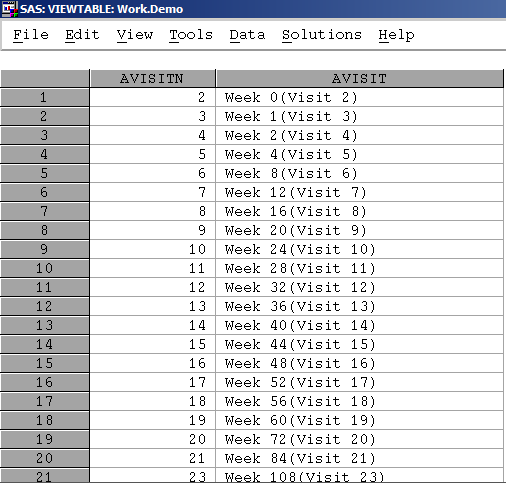 SAS: VIEWTABLE: Work.Demo
File Edit View Tools Data Solutions Help
AVISITN AVISIT
1 2 Week 0(Visit 2)
2 3 Week 1(Visit 3)
3 4 Week 2(Visit 4)
4 5 Week 4(Visit 5)
5 6 Week 8(Visit 6)
6 7 Week 12(Visit 7)
7 8 Week 16(Visit 8)
8 9 Week 20(Visit 9)
9 10 Week 24(Visit 10)
10 11 Week 28(Visit 11)
11 12 Week 32(Visit 12)
12 13 Week 36(Visit 13)
13 14 Week 40(Visit 14)
14 15 Week 44(Visit 15)
15 16 Week 48(Visit 16)
16 17 Week 52(Visit 17)
17 18 Week 56(Visit 18)
18 19 Week 60(Visit 19)
19 20 Week 72(Visit 20)
20 21 Week 84(Visit 21)
21 23 Week 108(Visit 23)